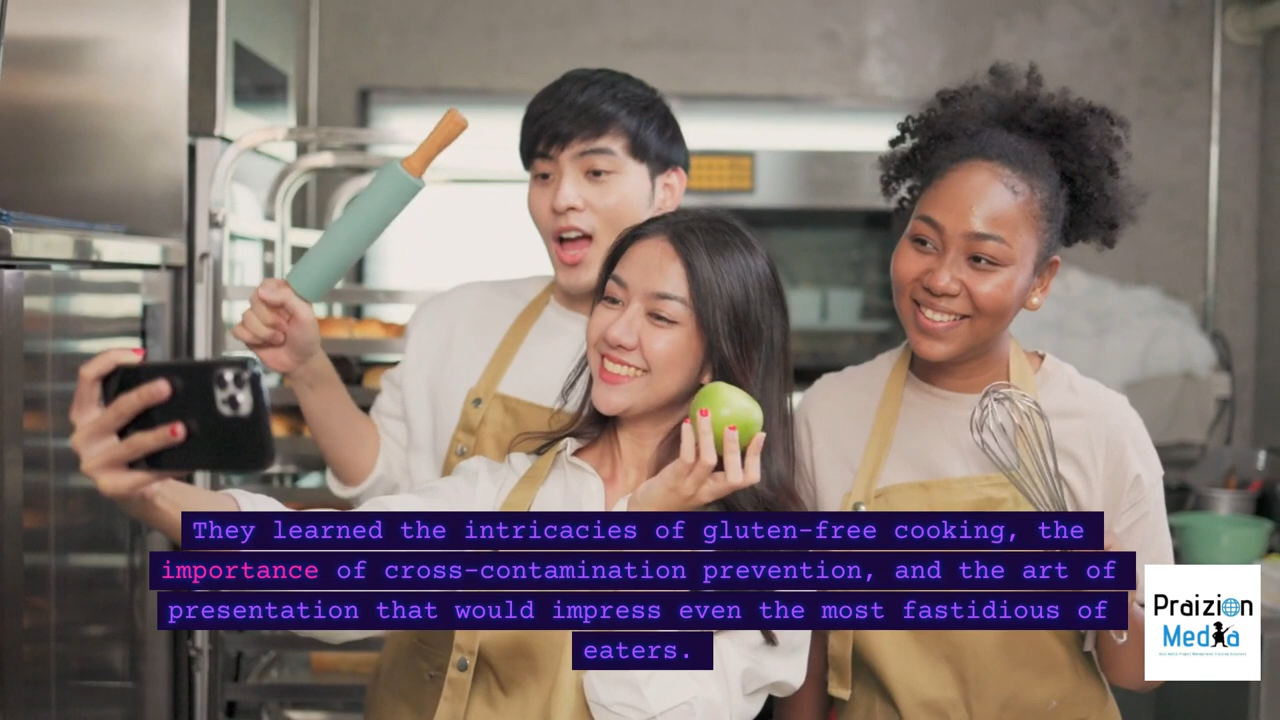 They learned the intricacies of gluten-free cooking, the
importance of cross-contamination prevention, and the art of
presentation that would impress even the most fastidious of
eaters.
Praizion
Media